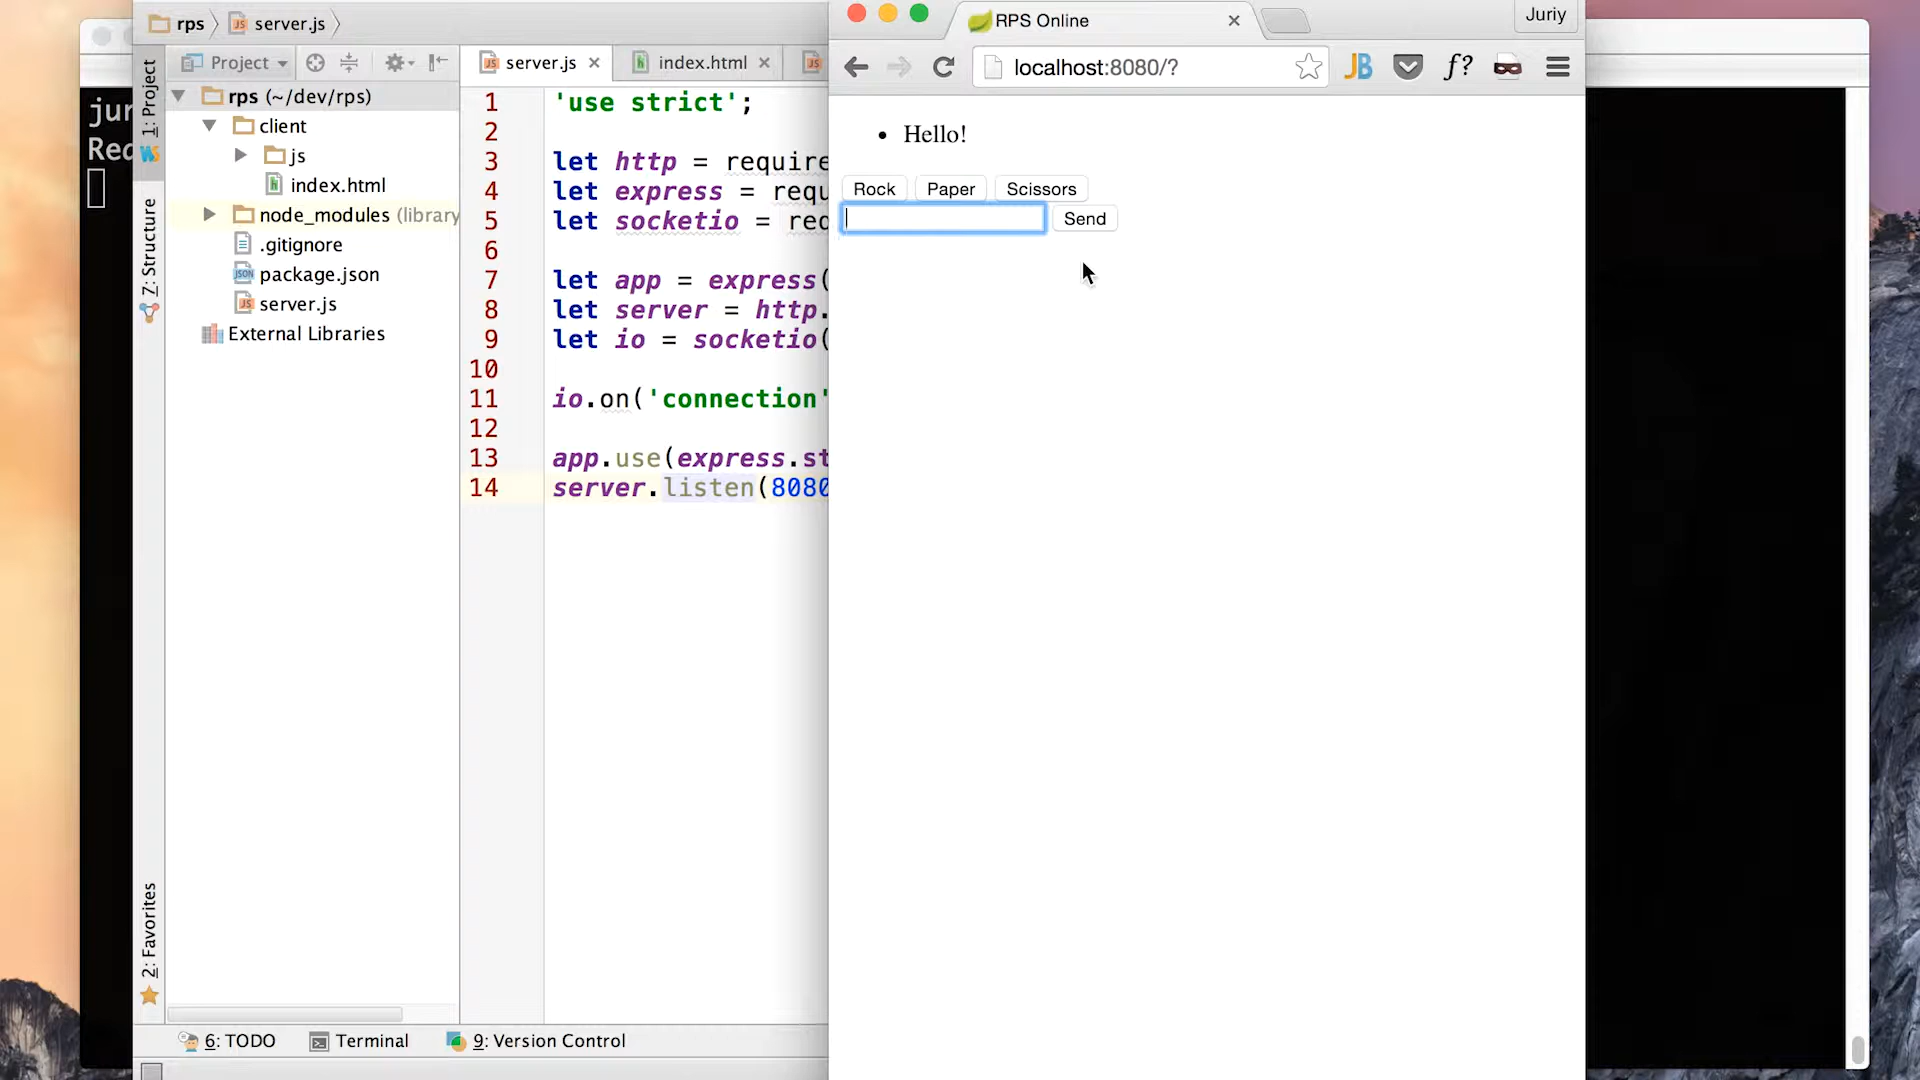 rps
server.js
RPS Online
Juriy
Project
server.js
index.html
localhost:8080/?
f?
JB
1: Project
7: Structure
2: Favorites
rps (~/dev/rps)
client
js
index.html
node_modules (library
.gitignore
package.json
JSON
server.js
External Libraries
1 'use strict';
2
3 let http = require
4 let express = requ
5 let socketio = req
6
7 let app = express(
8 let server = http.
9 let io = socketio(
10
11 io.on('connection'
12
13 app.use(express.st
14 server.listen(8080
Hello!
Rock Paper Scissors
Send
6: TODO
Terminal
9: Version Control